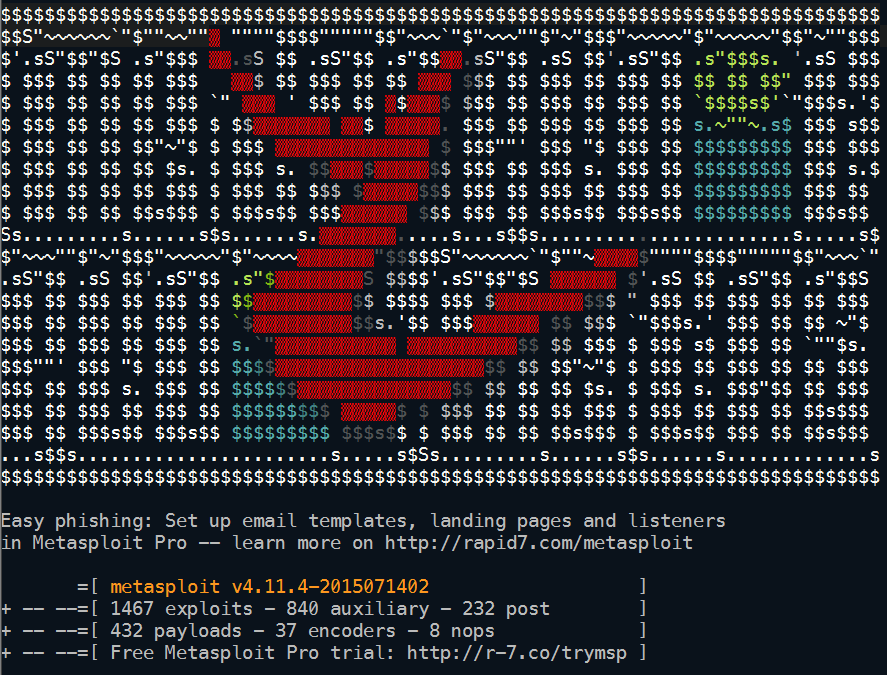 Easy phishing: Set up email templates, landing pages and listeners
in Metasploit Pro -- learn more on http://rapid7.com/metasploit
=[ metasploit v4.11.4-2015071402 ]
+ -- --=[ 1467 exploits - 840 auxiliary - 232 post ]
+ -- --=[ 432 payloads - 37 encoders - 8 nops ]
+ -- --=[ Free Metasploit Pro trial: http://r-7.co/trymsp ]